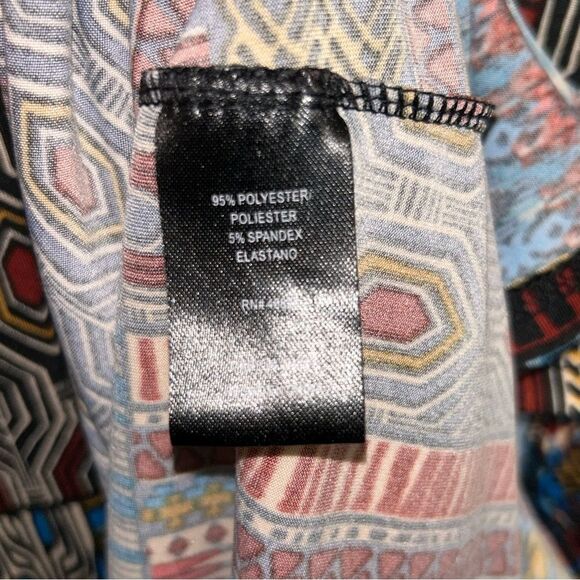 95% POLYESTER
POLIESTER
5% SPANDEX
ELASTANO